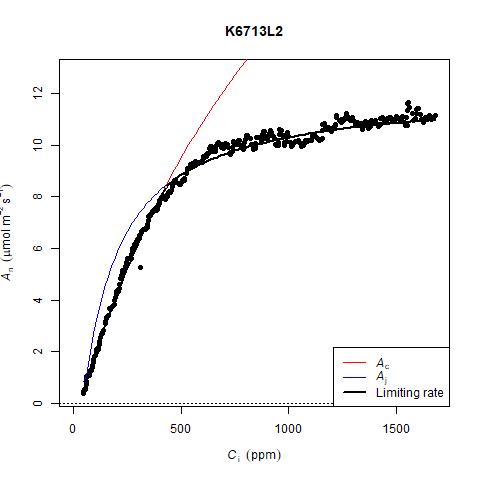 K6713L2
12
10
8
6
4
2
0
Aₙ (μmol m⁻² s⁻¹)
0 500 1000 1500
Cᵢ (ppm)
A꜀
Aⱼ
Limiting rate